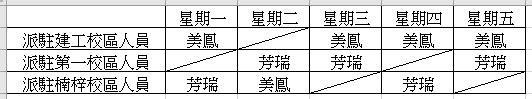 星期一 星期二 星期三 星期四 星期五
派駐建工校區人員 美鳳 美鳳 美鳳 美鳳
派駐第一校區人員 芳瑞 芳瑞 芳瑞
派駐楠梓校區人員 芳瑞 美鳳 芳瑞